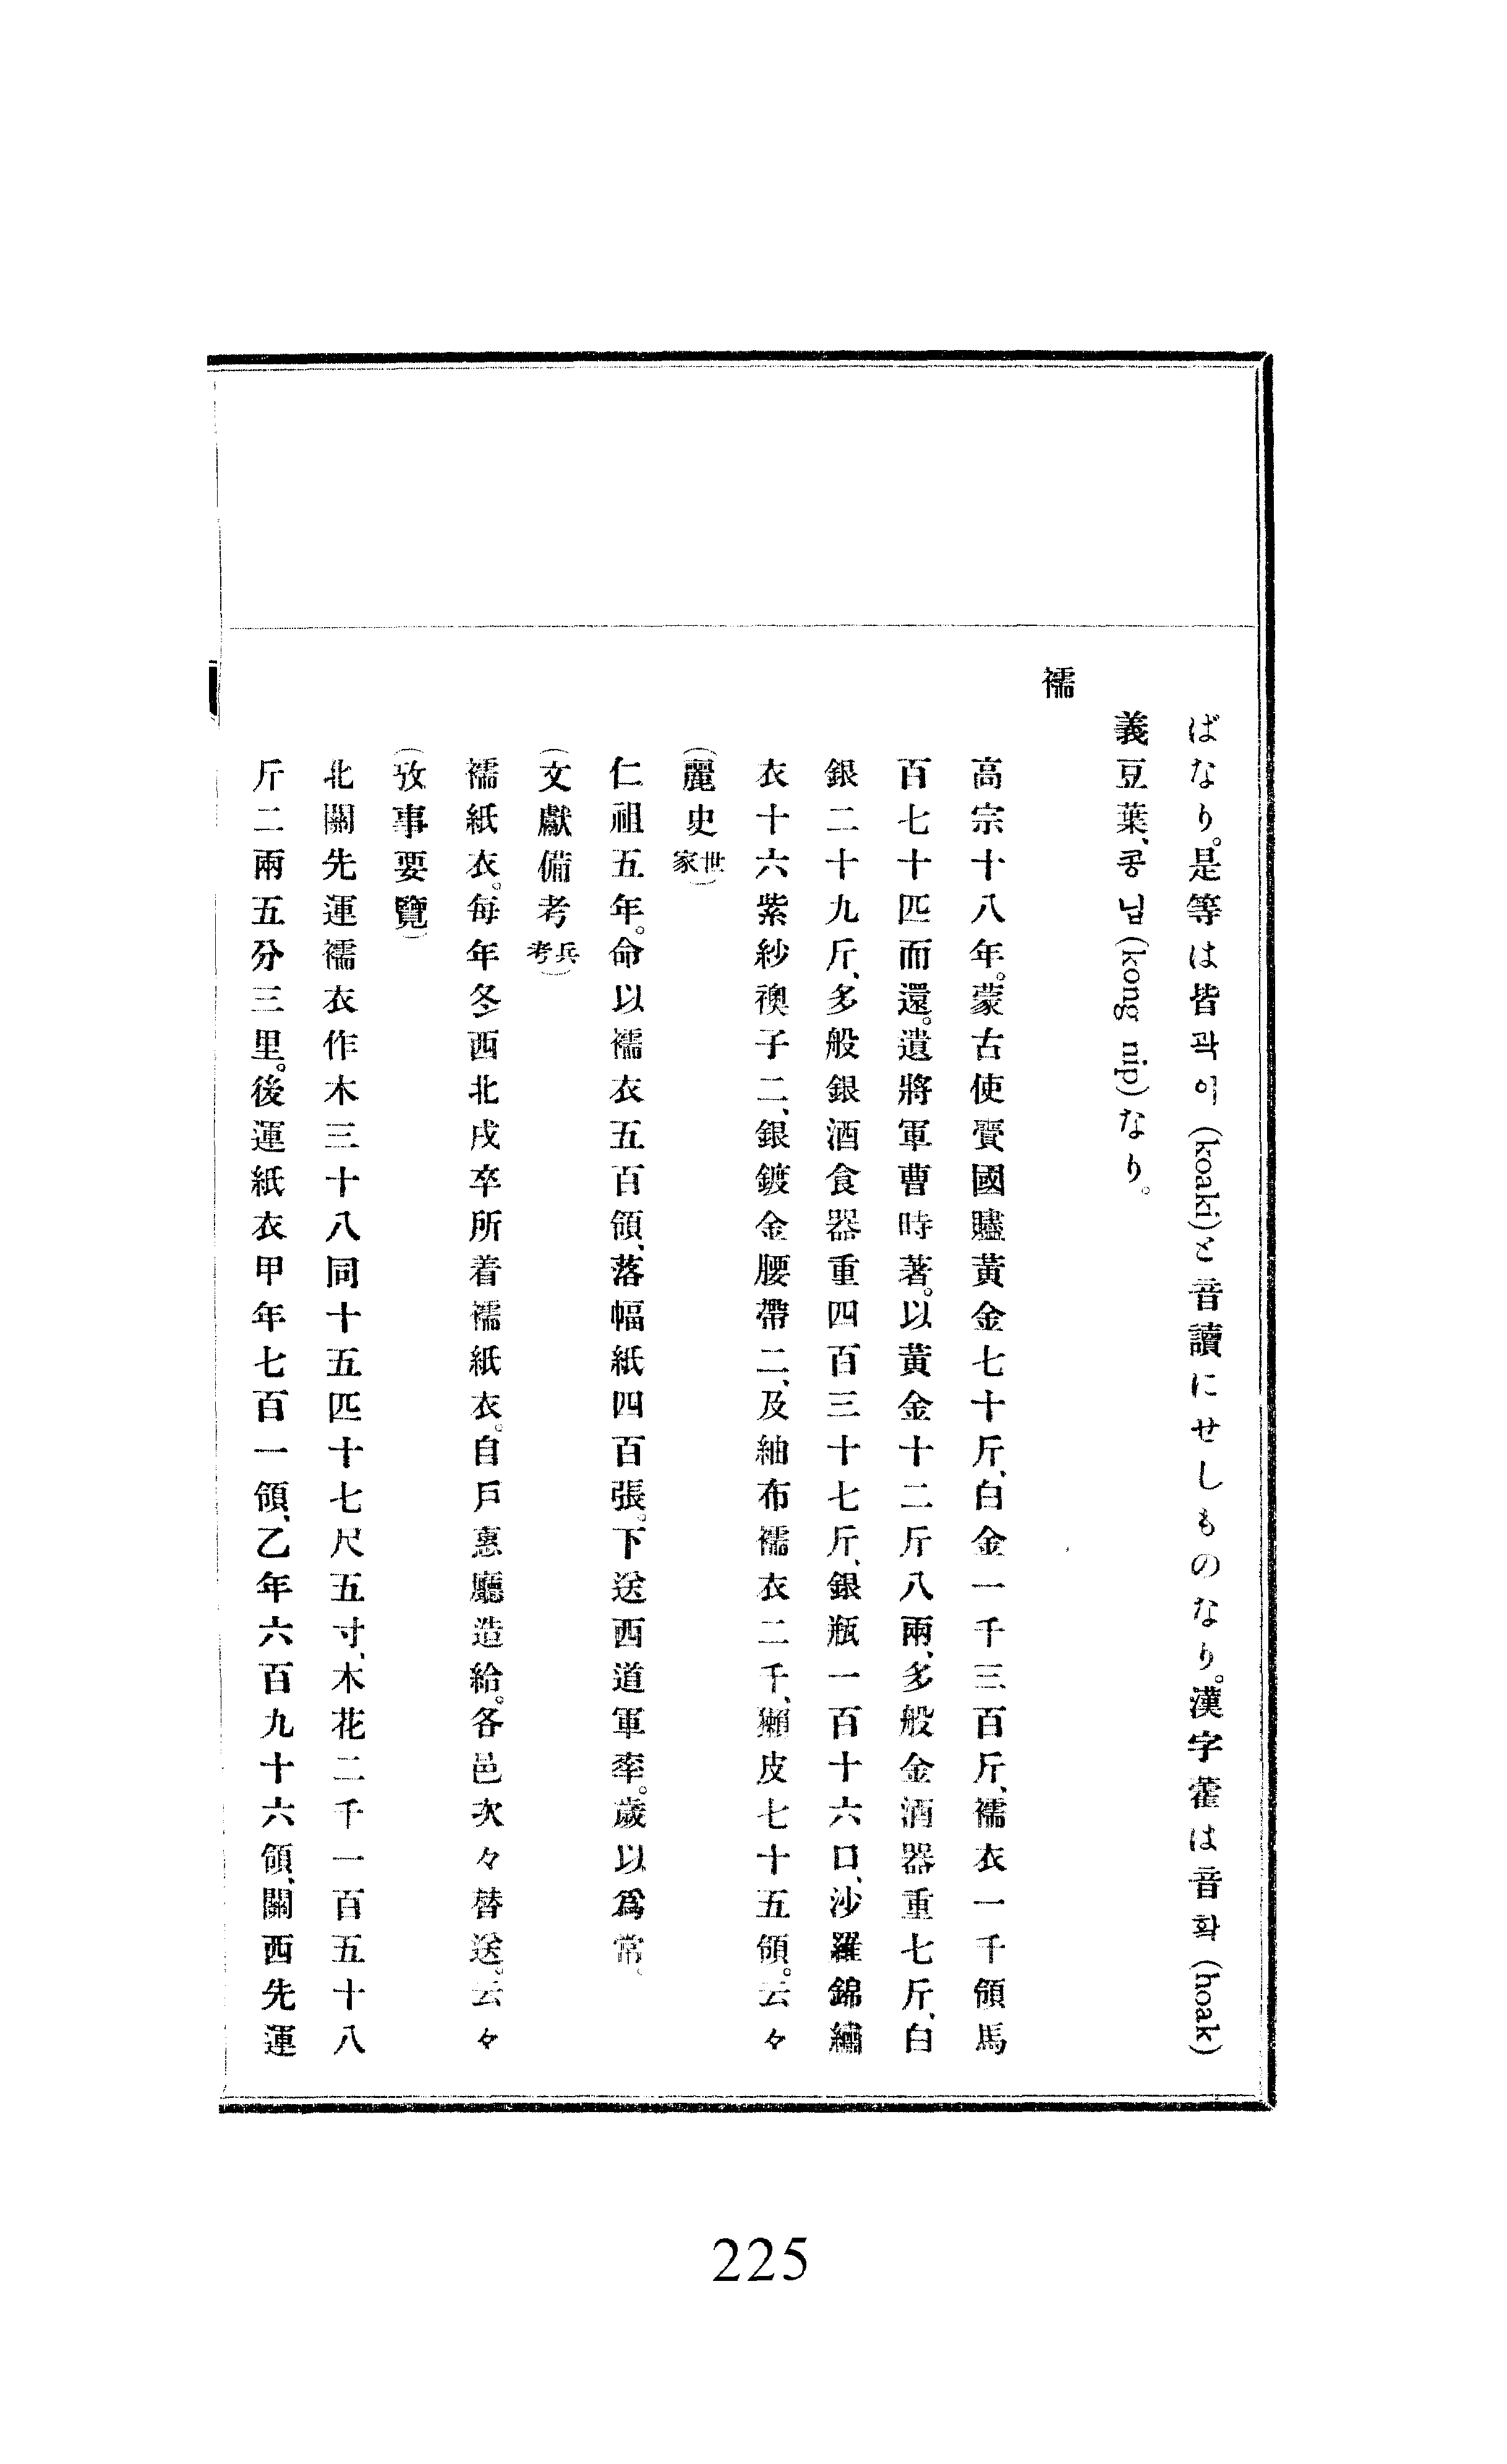 ばなり。是等は皆곽이(koaki)と音讀にせしものなり。漢字藿は音화(hoak)
義豆葉、콩닙(kong nip)なり。
襦
高宗十八年。蒙古使賷國贐黃金七十斤、白金一千三百斤、襦衣一千領馬
百七十匹而還。遣將軍曹時著。以黃金十二斤八兩、多般金酒器重七斤、白
銀二十九斤、多般銀酒食器重四百三十七斤、銀瓶一百十六口、沙羅錦繡
衣十六紫紗襖子二、銀鍍金腰帶二、及紬布襦衣二千、獺皮七十五領。云々
(麗史世家)
仁祖五年。命以襦衣五百領、落幅紙四百張。下送西道軍率。歲以爲常。
(文獻備考兵考)
襦紙衣。每年冬西北戌卒所着襦紙衣。自戶惠廳造給。各邑次々替送。云々
(攷事要覽)
北關先運襦衣作木三十八同十五匹十七尺五寸、木花二千一百五十八
斤二兩五分三里。後運紙衣甲年七百一領、乙年六百九十六領、關西先運
225